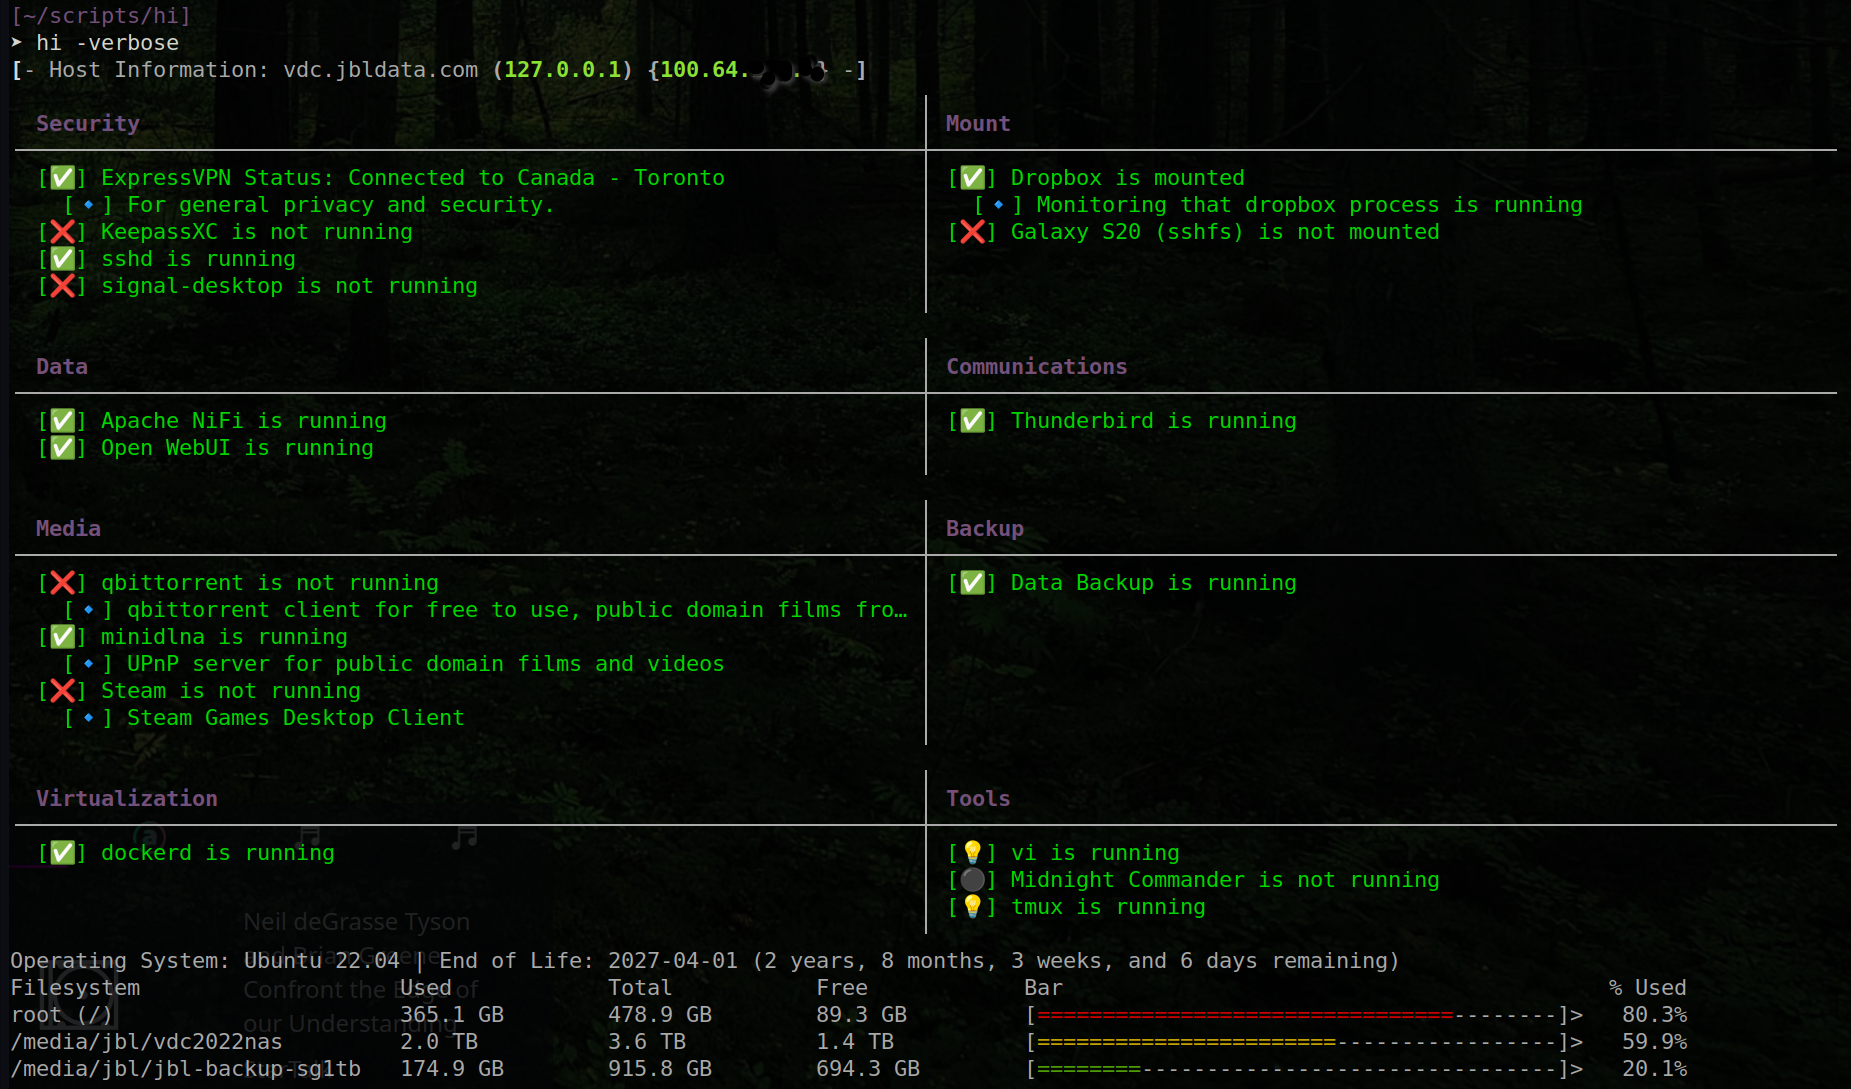 [~/scripts/hi]
➤ hi -verbose
[- Host Information: vdc.jbldata.com (127.0.0.1) {100.64. . } -]
Security
[✅] ExpressVPN Status: Connected to Canada - Toronto
[🔹] For general privacy and security.
[❌] KeepassXC is not running
[✅] sshd is running
[❌] signal-desktop is not running
Mount
[✅] Dropbox is mounted
[🔹] Monitoring that dropbox process is running
[❌] Galaxy S20 (sshfs) is not mounted
Data
[✅] Apache NiFi is running
[✅] Open WebUI is running
Communications
[✅] Thunderbird is running
Media
[❌] qbittorrent is not running
[🔹] qbittorrent client for free to use, public domain films fro…
[✅] minidlna is running
[🔹] UPnP server for public domain films and videos
[❌] Steam is not running
[🔹] Steam Games Desktop Client
Backup
[✅] Data Backup is running
Virtualization
[✅] dockerd is running
Tools
[💡] vi is running
[⚫] Midnight Commander is not running
[💡] tmux is running
Neil deGrasse Tyson
and Brian Greene
Confront the Edge of
our Understanding
Operating System: Ubuntu 22.04 | End of Life: 2027-04-01 (2 years, 8 months, 3 weeks, and 6 days remaining)
Filesystem Used Total Free Bar % Used
root (/) 365.1 GB 478.9 GB 89.3 GB [================================--------]> 80.3%
/media/jbl/vdc2022nas 2.0 TB 3.6 TB 1.4 TB [=======================-----------------]> 59.9%
/media/jbl/jbl-backup-sg1tb 174.9 GB 915.8 GB 694.3 GB [========--------------------------------]> 20.1%